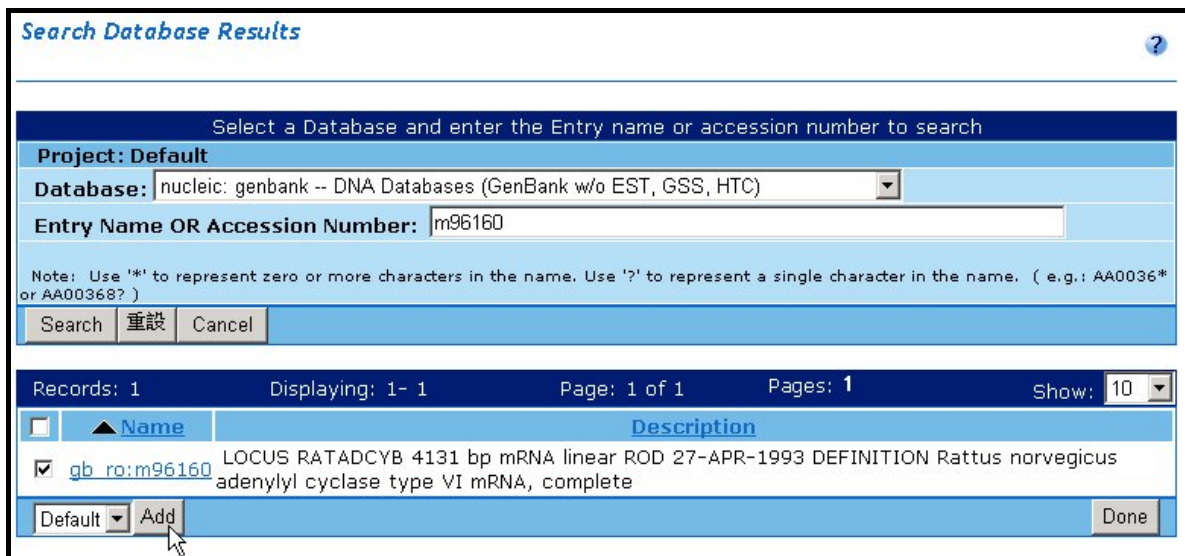 Search Database Results
?
Select a Database and enter the Entry name or accession number to search
Project: Default
Database: nucleic: genbank -- DNA Databases (GenBank w/o EST, GSS, HTC)
Entry Name OR Accession Number: m96160
Note: Use '*' to represent zero or more characters in the name. Use '?' to represent a single character in the name. ( e.g.: AA0036*
or AA00368? )
Search 重設 Cancel
Records: 1 Displaying: 1- 1 Page: 1 of 1 Pages: 1 Show: 10
Name Description
gb_ro:m96160 LOCUS RATADCYB 4131 bp mRNA linear ROD 27-APR-1993 DEFINITION Rattus norvegicus
adenylyl cyclase type VI mRNA, complete
Default Add Done